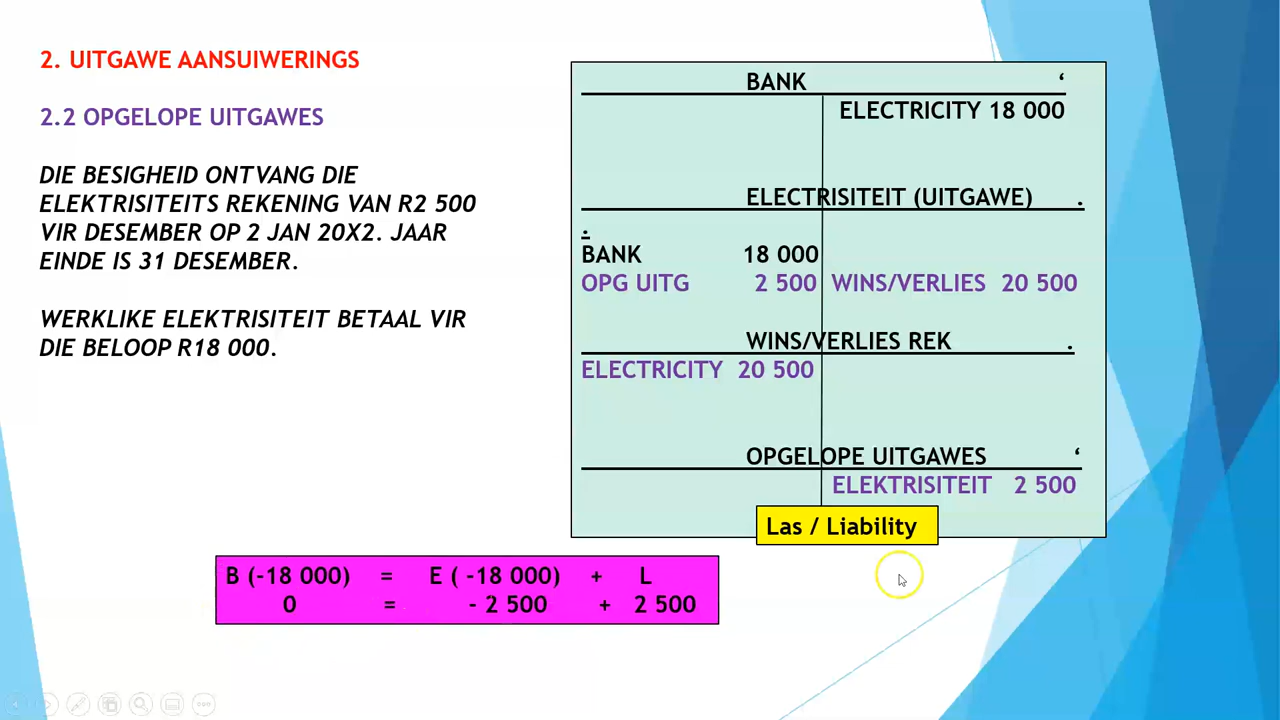 2. UITGAWE AANSUIWERINGS
2.2 OPGELOPE UITGAWES
DIE BESIGHEID ONTVANG DIE
ELEKTRISITEITS REKENING VAN R2 500
VIR DESEMBER OP 2 JAN 20X2. JAAR
EINDE IS 31 DESEMBER.
WERKLIKE ELEKTRISITEIT BETAAL VIR
DIE BELOOP R18 000.
BANK ‘
ELECTRICITY 18 000
ELECTRISITEIT (UITGAWE) .
.
BANK 18 000
OPG UITG 2 500 WINS/VERLIES 20 500
WINS/VERLIES REK .
ELECTRICITY 20 500
OPGELOPE UITGAWES ‘
ELEKTRISITEIT 2 500
Las / Liability
B (-18 000) = E ( -18 000) + L
0 = - 2 500 + 2 500